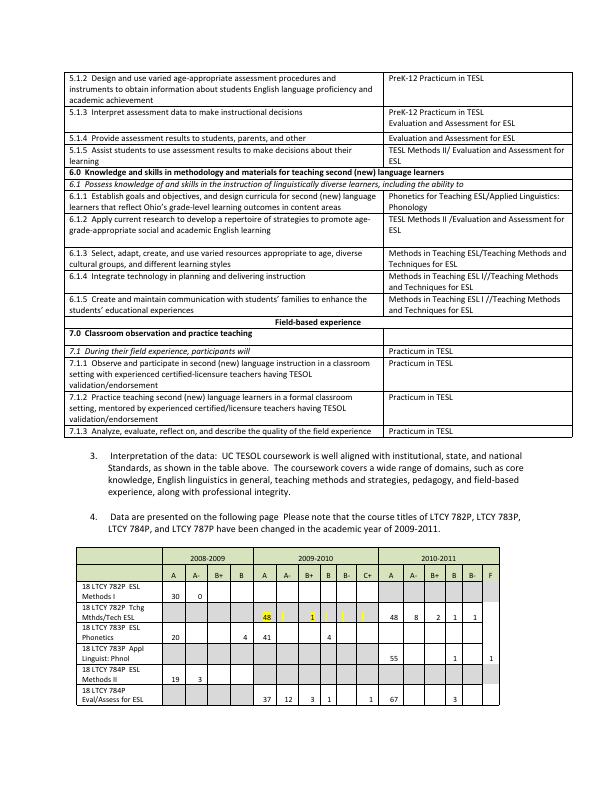 5.1.2 Design and use varied age-appropriate assessment procedures and
instruments to obtain information about students English language proficiency and
academic achievement
PreK-12 Practicum in TESL
5.1.3 Interpret assessment data to make instructional decisions
PreK-12 Practicum in TESL
Evaluation and Assessment for ESL
5.1.4 Provide assessment results to students, parents, and other
Evaluation and Assessment for ESL
5.1.5 Assist students to use assessment results to make decisions about their
learning
TESL Methods II/ Evaluation and Assessment for
ESL
6.0 Knowledge and skills in methodology and materials for teaching second (new) language learners
6.1 Possess knowledge of and skills in the instruction of linguistically diverse learners, including the ability to
6.1.1 Establish goals and objectives, and design curricula for second (new) language
learners that reflect Ohio's grade-level learning outcomes in content areas
Phonetics for Teaching ESL/Applied Linguistics:
Phonology
6.1.2 Apply current research to develop a repertoire of strategies to promote age-
grade-appropriate social and academic English learning
TESL Methods II /Evaluation and Assessment for
ESL
6.1.3 Select, adapt, create, and use varied resources appropriate to age, diverse
cultural groups, and different learning styles
Methods in Teaching ESL/Teaching Methods and
Techniques for ESL
6.1.4 Integrate technology in planning and delivering instruction
Methods in Teaching ESL I//Teaching Methods
and Techniques for ESL
6.1.5 Create and maintain communication with students' families to enhance the
students' educational experiences
Methods in Teaching ESL I //Teaching Methods
and Techniques for ESL
Field-based experience
7.0 Classroom observation and practice teaching
7.1 During their field experience, participants will
Practicum in TESL
7.1.1 Observe and participate in second (new) language instruction in a classroom
setting with experienced certified-licensure teachers having TESOL
validation/endorsement
Practicum in TESL
7.1.2 Practice teaching second (new) language learners in a formal classroom
setting, mentored by experienced certified/licensure teachers having TESOL
validation/endorsement
Practicum in TESL
7.1.3 Analyze, evaluate, reflect on, and describe the quality of the field experience
Practicum in TESL
3. Interpretation of the data: UC TESOL coursework is well aligned with institutional, state, and national
Standards, as shown in the table above. The coursework covers a wide range of domains, such as core
knowledge, English linguistics in general, teaching methods and strategies, pedagogy, and field-based
experience, along with professional integrity.
4. Data are presented on the following page Please note that the course titles of LTCY 782P, LTCY 783P,
LTCY 784P, and LTCY 787P have been changed in the academic year of 2009-2011.
2008-2009 2009-2010 2010-2011
A A- B+ B A A- B+ B B- C+ A A- B+ B B- F
18 LTCY 782P ESL
Methods I 30 0
18 LTCY 782P Tchg
Mthds/Tech ESL 48 1 48 8 2 1 1
18 LTCY 783P ESL
Phonetics 20 4 41 4
18 LTCY 783P Appl
Linguist: Phnol 55 1 1
18 LTCY 784P ESL
Methods II 19 3
18 LTCY 784P
Eval/Assess for ESL 37 12 3 1 1 67 3